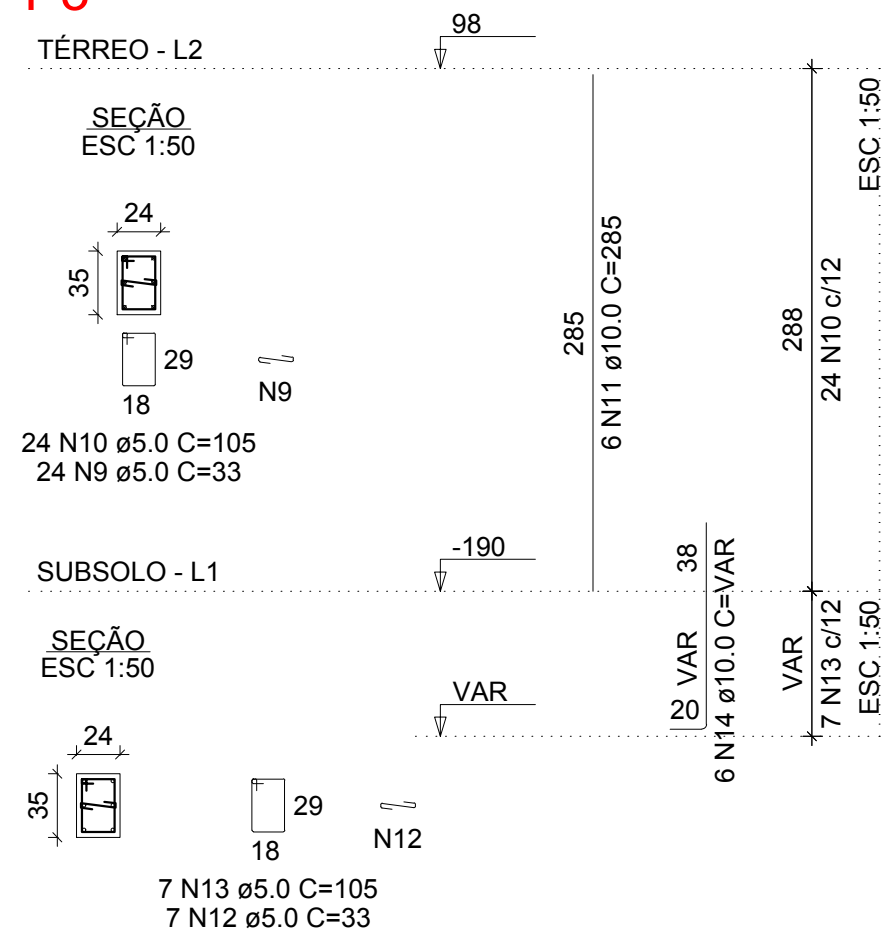 98
TÉRREO - L2
SEÇÃO
ESC 1:50
ESC 1:50
24
35
29
18
N9
24 N10 ø5.0 C=105
24 N9 ø5.0 C=33
285
6 N11 ø10.0 C=285
288
24 N10 c/12
-190
SUBSOLO - L1
SEÇÃO
ESC 1:50
38
VAR
20
6 N14 ø10.0 C=VAR
VAR
7 N13 c/12
ESC 1:50
VAR
24
35
29
18
N12
7 N13 ø5.0 C=105
7 N12 ø5.0 C=33